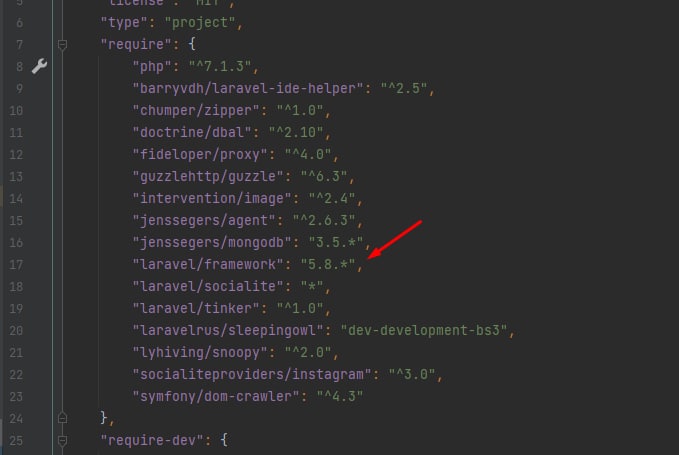 5 "license": "MIT",
6 "type": "project",
7 "require": {
8 "php": "^7.1.3",
9 "barryvdh/laravel-ide-helper": "^2.5",
10 "chumper/zipper": "^1.0",
11 "doctrine/dbal": "^2.10",
12 "fideloper/proxy": "^4.0",
13 "guzzlehttp/guzzle": "^6.3",
14 "intervention/image": "^2.4",
15 "jenssegers/agent": "^2.6.3",
16 "jenssegers/mongodb": "3.5.*",
17 "laravel/framework": "5.8.*",
18 "laravel/socialite": "*",
19 "laravel/tinker": "^1.0",
20 "laravelrus/sleepingowl": "dev-development-bs3",
21 "lyhiving/snoopy": "^2.0",
22 "socialiteproviders/instagram": "^3.0",
23 "symfony/dom-crawler": "^4.3"
24 },
25 "require-dev": {